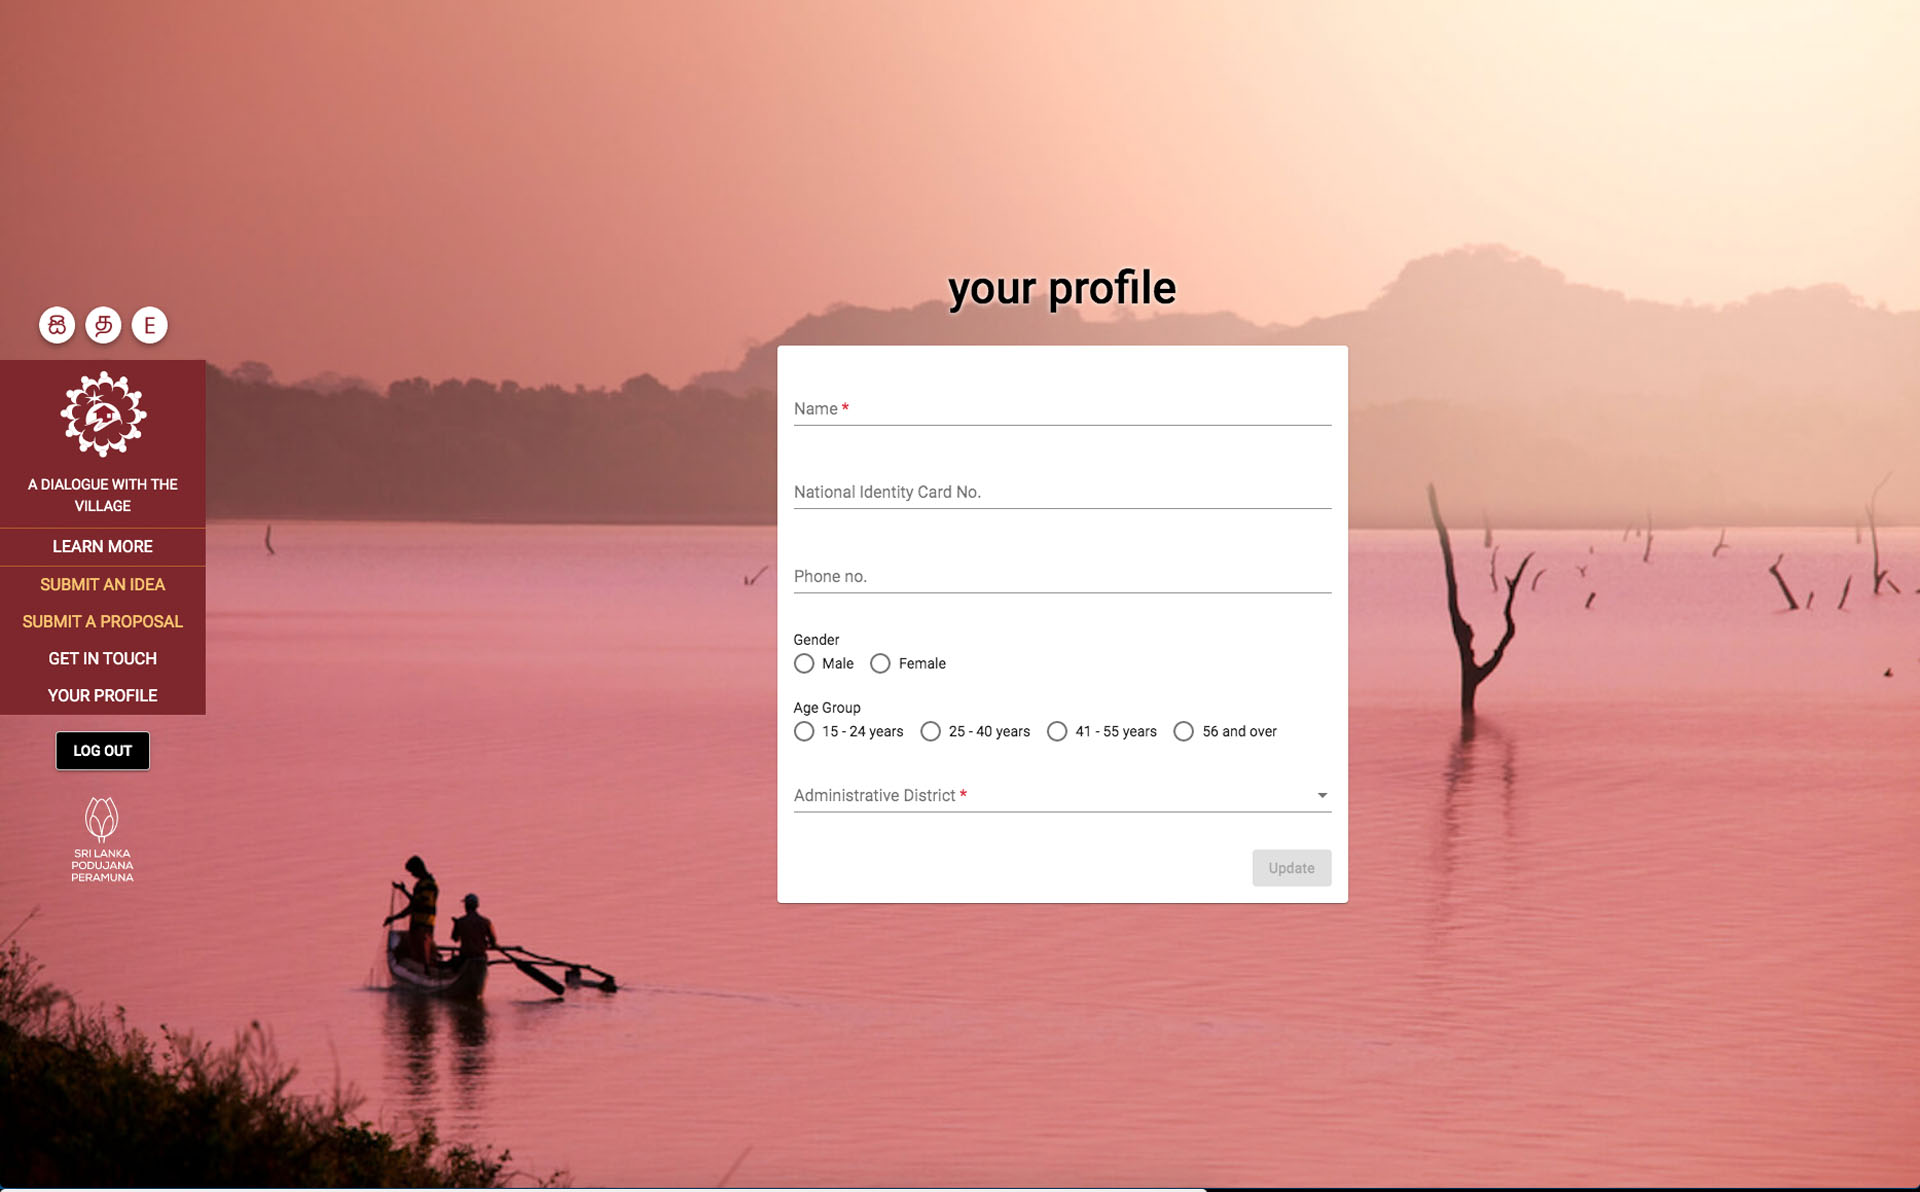 ඕ த E
A DIALOGUE WITH THE
VILLAGE
LEARN MORE
SUBMIT AN IDEA
SUBMIT A PROPOSAL
GET IN TOUCH
YOUR PROFILE
LOG OUT
SRI LANKA
PODUJANA
PERAMUNA
your profile
Name *
National Identity Card No.
Phone no.
Gender
Male Female
Age Group
15 - 24 years 25 - 40 years 41 - 55 years 56 and over
Administrative District *
Update